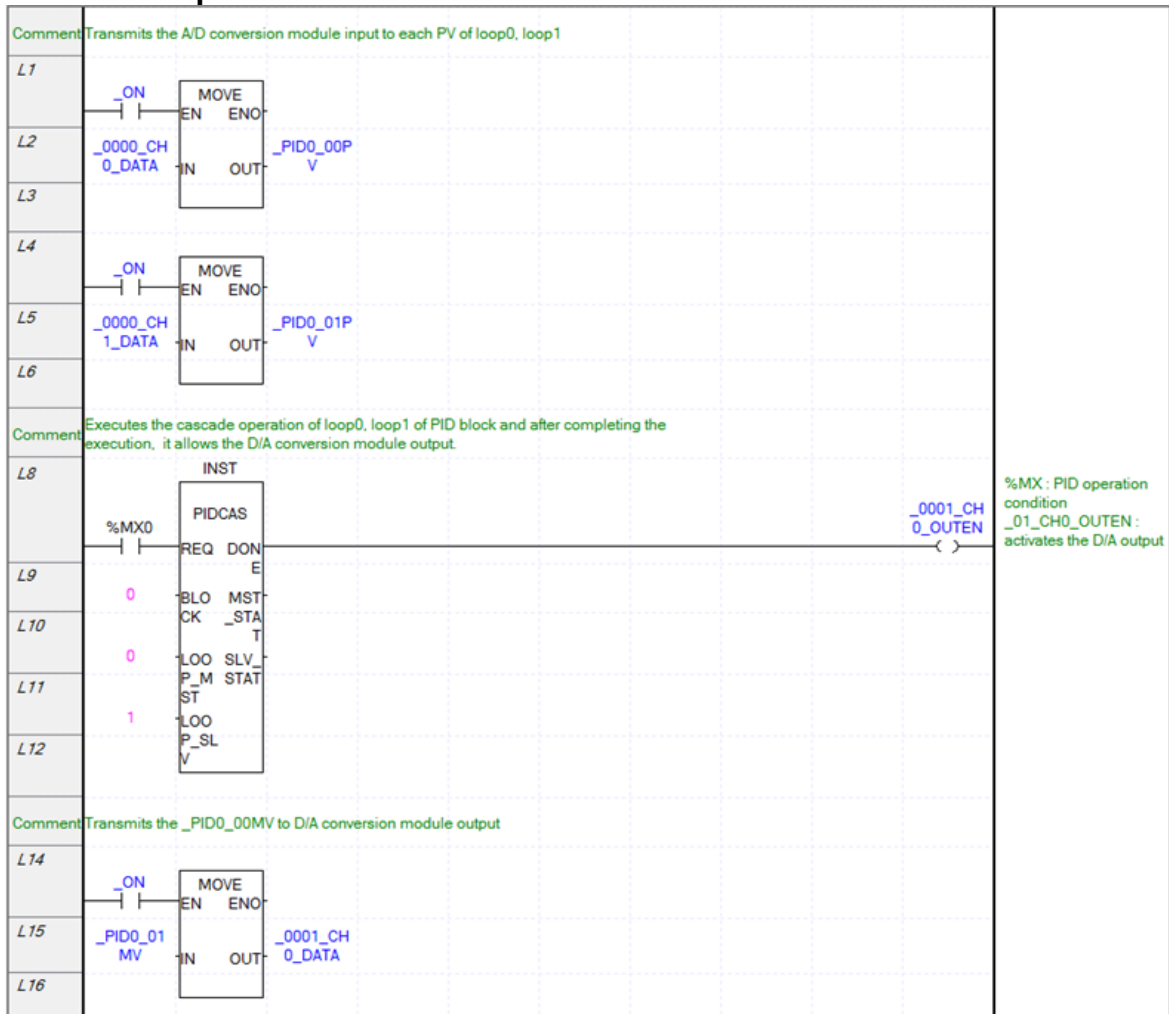 Comment Transmits the A/D conversion module input to each PV of loop0, loop1
L1
_ON
MOVE
EN ENO
L2
_0000_CH
0_DATA
IN OUT
_PID0_00P
V
L3
L4
_ON
MOVE
EN ENO
L5
_0000_CH
1_DATA
IN OUT
_PID0_01P
V
L6
Comment Executes the cascade operation of loop0, loop1 of PID block and after completing the
execution, it allows the D/A conversion module output.
L8
INST
PIDCAS
%MX0
REQ DON
E
_0001_CH
0_OUTEN
%MX : PID operation
condition
_01_CH0_OUTEN :
activates the D/A output
L9
0
BLO MST
CK _STA
T
L10
0
LOO SLV_
P_M STAT
ST
L11
1
LOO
P_SL
V
L12
Comment Transmits the _PID0_00MV to D/A conversion module output
L14
_ON
MOVE
EN ENO
L15
_PID0_01
MV
IN OUT
_0001_CH
0_DATA
L16